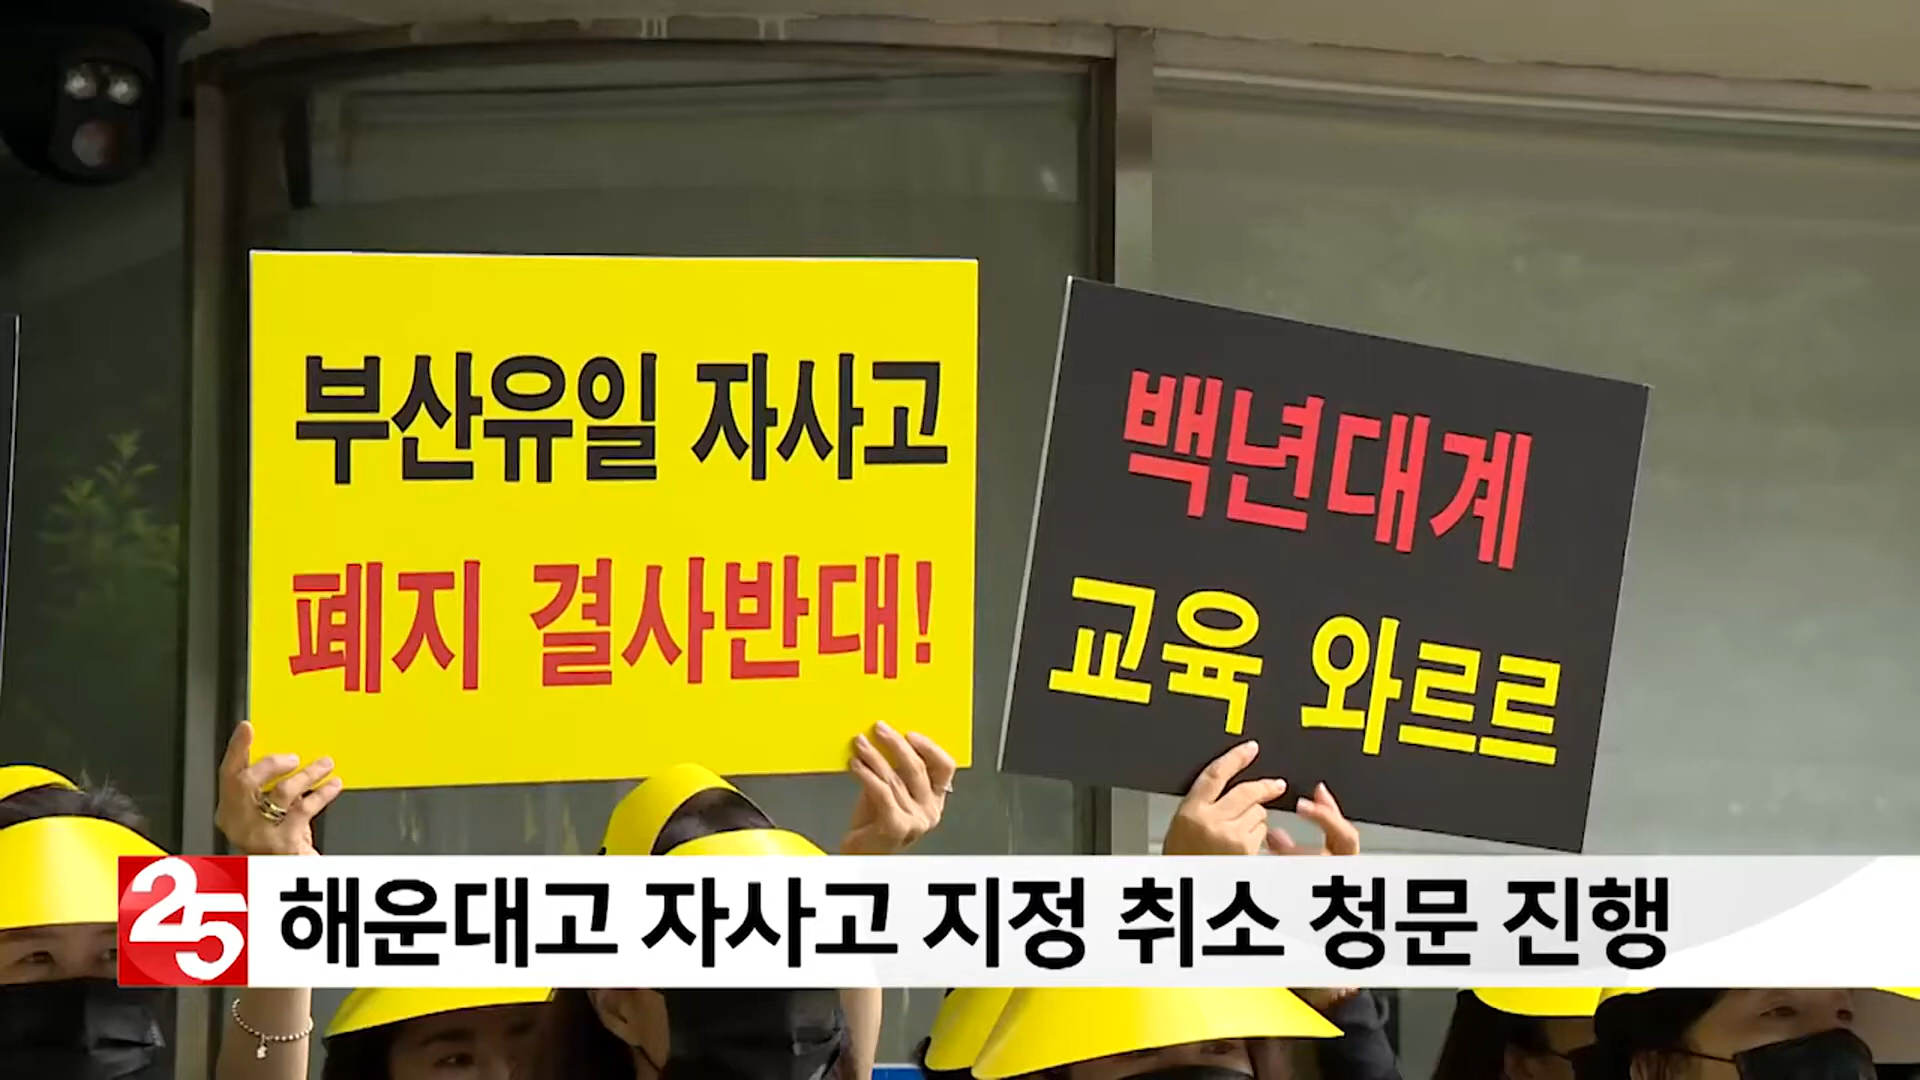 부산유일 자사고
폐지 결사반대!
백년대계
교육 와르르
25 해운대고 자사고 지정 취소 청문 진행